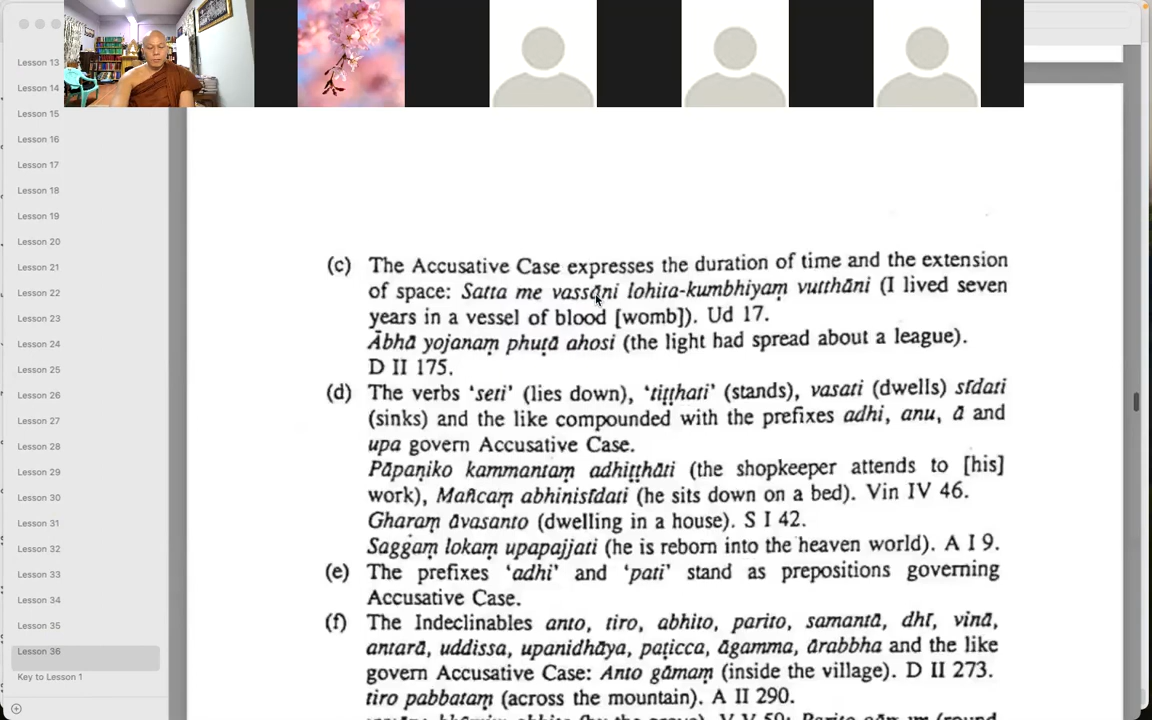 Lesson 13
Lesson 14
Lesson 15
Lesson 16
Lesson 17
Lesson 18
Lesson 19
Lesson 20
Lesson 21
Lesson 22
Lesson 23
Lesson 24
Lesson 25
Lesson 26
Lesson 27
Lesson 28
Lesson 29
Lesson 30
Lesson 31
Lesson 32
Lesson 33
Lesson 34
Lesson 35
Lesson 36
Key to Lesson 1
(c) The Accusative Case expresses the duration of time and the extension
of space: Satta me vassāni lohita-kumbhiyaṃ vutthāni (I lived seven
years in a vessel of blood [womb]). Ud 17.
Ābhā yojanaṃ phuṭā ahosi (the light had spread about a league).
D II 175.
(d) The verbs 'seti' (lies down), 'tiṭṭhati' (stands), vasati (dwells) sīdati
(sinks) and the like compounded with the prefixes adhi, anu, ā and
upa govern Accusative Case.
Pāpaṇiko kammantaṃ adhiṭṭhāti (the shopkeeper attends to [his]
work), Mañcaṃ abhinisīdati (he sits down on a bed). Vin IV 46.
Gharaṃ āvasanto (dwelling in a house). S I 42.
Saggaṃ lokaṃ upapajjati (he is reborn into the heaven world). A I 9.
(e) The prefixes 'adhi' and 'pati' stand as prepositions governing
Accusative Case.
(f) The Indeclinables anto, tiro, abhito, parito, samantā, dhī, vinā,
antarā, uddissa, upanidhāya, paṭicca, āgamma, ārabbha and the like
govern Accusative Case: Anto gāmaṃ (inside the village). D II 273.
tiro pabbataṃ (across the mountain). A II 290.